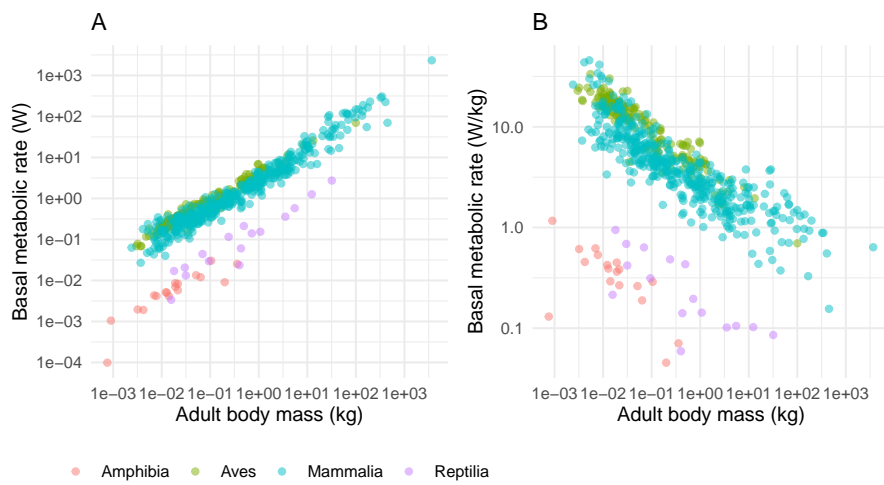 A
B
Basal metabolic rate (W)
1e+03
1e+02
1e+01
1e+00
1e−01
1e−02
1e−03
1e−04
1e−03 1e−02 1e−01 1e+00 1e+01 1e+02 1e+03
Adult body mass (kg)
Basal metabolic rate (W/kg)
10.0
1.0
0.1
1e−03 1e−02 1e−01 1e+00 1e+01 1e+02 1e+03
Adult body mass (kg)
Amphibia Aves Mammalia Reptilia